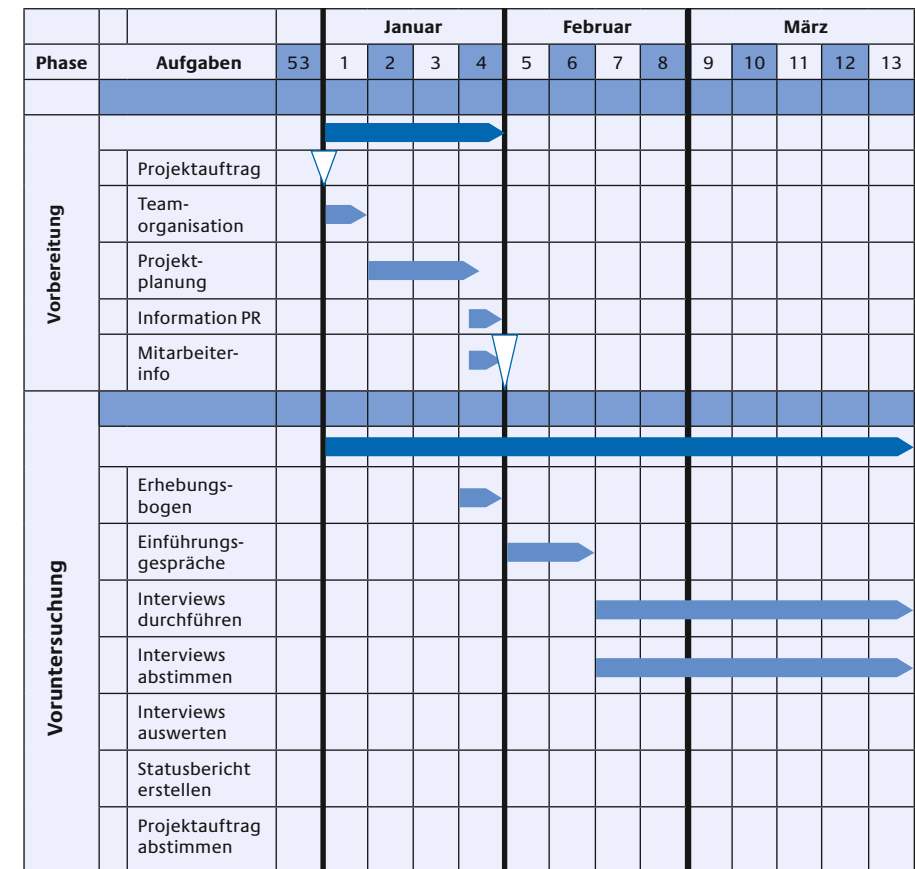 Januar Februar März
Phase Aufgaben 53 1 2 3 4 5 6 7 8 9 10 11 12 13
Vorbereitung
Projektauftrag
Team-
organisation
Projekt-
planung
Information PR
Mitarbeiter-
info
Voruntersuchung
Erhebungs-
bogen
Einführungs-
gespräche
Interviews
durchführen
Interviews
abstimmen
Interviews
auswerten
Statusbericht
erstellen
Projektauftrag
abstimmen